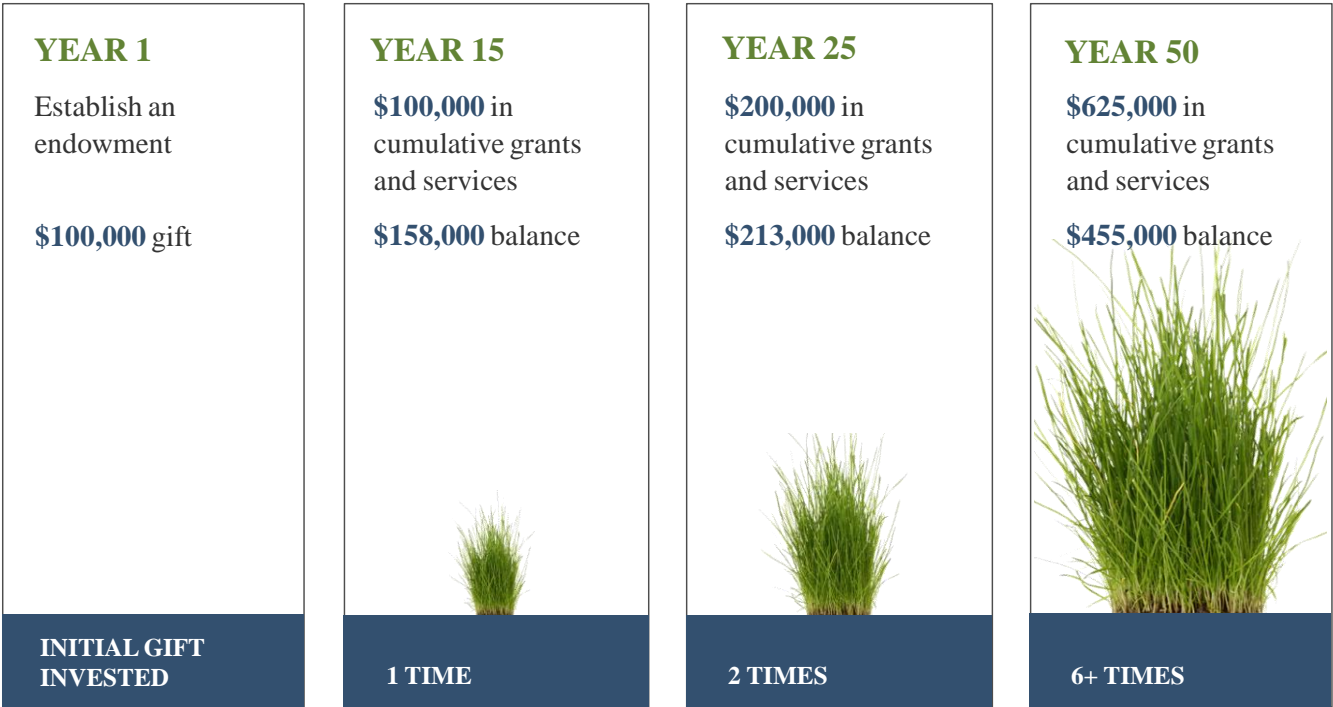 YEAR 1
Establish an
endowment
$100,000 gift
INITIAL GIFT
INVESTED
YEAR 15
$100,000 in
cumulative grants
and services
$158,000 balance
1 TIME
YEAR 25
$200,000 in
cumulative grants
and services
$213,000 balance
2 TIMES
YEAR 50
$625,000 in
cumulative grants
and services
$455,000 balance
6+ TIMES